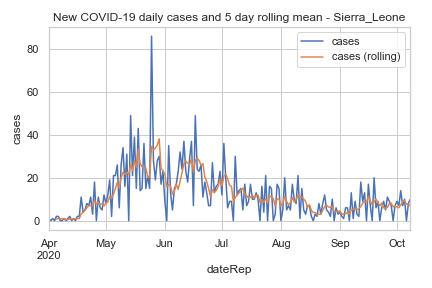 New COVID-19 daily cases and 5 day rolling mean - Sierra_Leone
cases
cases (rolling)
80
60
40
20
0
cases
Apr
2020
May
Jun
Jul
Aug
Sep
Oct
dateRep